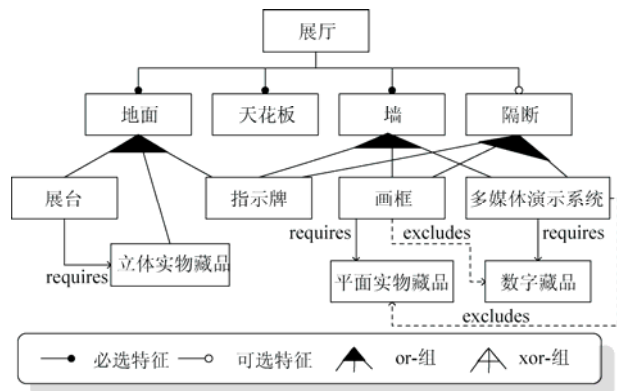 展厅
地面 天花板 墙 隔断
展台 指示牌 画框 多媒体演示系统
requires excludes requires
requires 立体实物藏品 平面实物藏品 数字藏品
excludes
必选特征 可选特征 or-组 xor-组